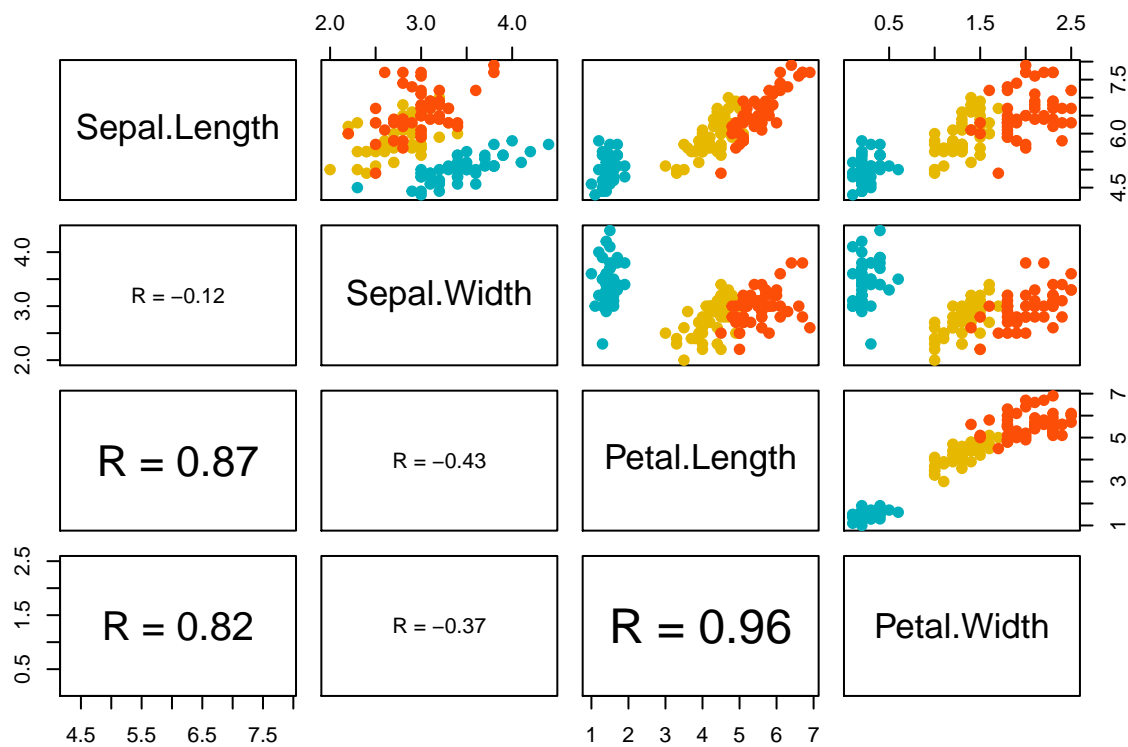 2.0 3.0 4.0
0.5 1.5 2.5
Sepal.Length
4.5 6.0 7.5
2.0 3.0 4.0
R = −0.12
Sepal.Width
R = 0.87
R = −0.43
Petal.Length
1 3 5 7
0.5 1.5 2.5
R = 0.82
R = −0.37
R = 0.96
Petal.Width
4.5 5.5 6.5 7.5
1 2 3 4 5 6 7